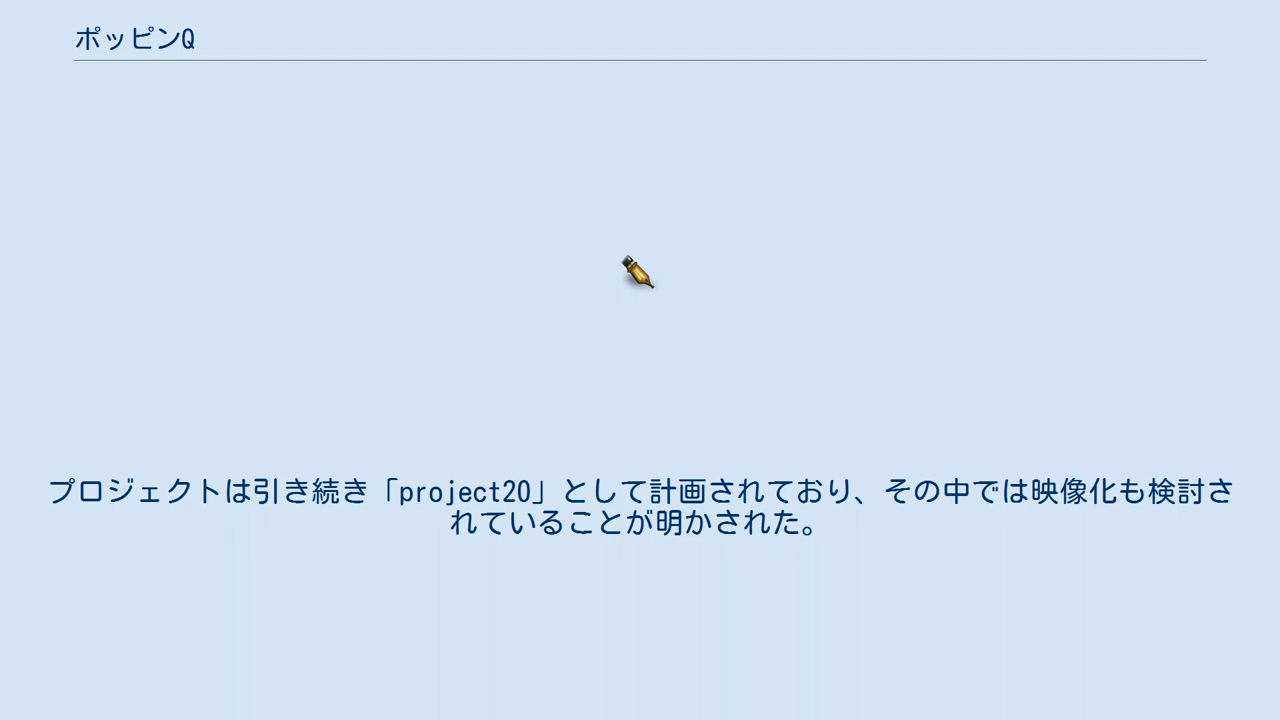 ポッピンQ
プロジェクトは引き続き「project20」として計画されており、その中では映像化も検討さ
れていることが明かされた。